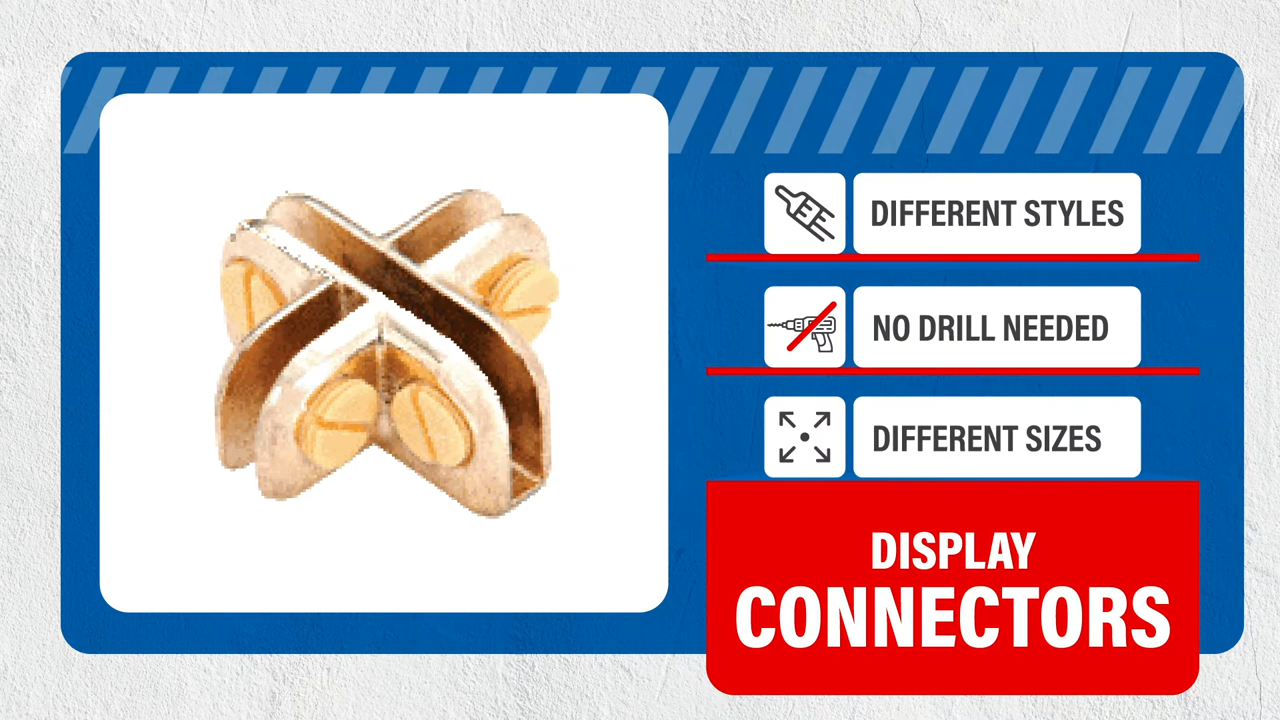 DIFFERENT STYLES
NO DRILL NEEDED
DIFFERENT SIZES
DISPLAY
CONNECTORS